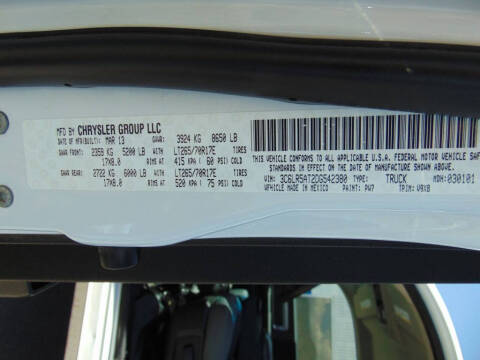 MFD BY CHRYSLER GROUP LLC
DATE OF MFR(BUILT): MAR 13 GVWR: 3924 KG 8650 LB
GAWR FRONT: 2358 KG 5200 LB WITH LT265/70R17E TIRES
17X8.0 RIMS AT 415 KPA ( 60 PSI) COLD
GAWR REAR: 2722 KG 6000 LB WITH LT265/70R17E TIRES
17X8.0 RIMS AT 520 KPA ( 75 PSI) COLD
THIS VEHICLE CONFORMS TO ALL APPLICABLE U.S.A. FEDERAL MOTOR VEHICLE SAF
STANDARDS IN EFFECT ON THE DATE OF MANUFACTURE SHOWN ABOVE.
VIN: 3C6LR5AT2DG542380 TYPE: TRUCK MDH: 030101
VEHICLE MADE IN MEXICO PAINT: PW7 TRIM: V9X8